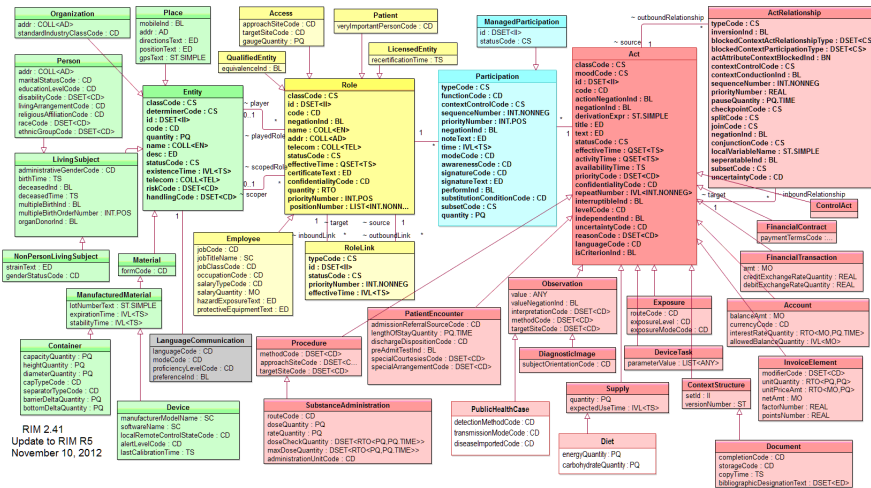 Organization
addr : COLL<AD>
standardIndustryClassCode : CD
Place
mobileInd : BL
addr : AD
directionsText : ED
positionText : ED
gpsText : ST.SIMPLE
Access
approachSiteCode : CD
targetSiteCode : CD
gaugeQuantity : PQ
Patient
veryImportantPersonCode : CD
LicensedEntity
recertificationTime : TS
QualifiedEntity
equivalenceInd : BL
ManagedParticipation
id : DSET<II>
statusCode : CS
~ outboundRelationship
~ source
1
*
ActRelationship
typeCode : CS
inversionInd : BL
blockedContextActRelationshipType : DSET<CS>
blockedContextParticipationType : DSET<CS>
actAttributeContextBlockedInd : BN
contextControlCode : CS
contextConductionInd : BL
sequenceNumber : INT.NONNEG
priorityNumber : REAL
pauseQuantity : PQ.TIME
checkpointCode : CS
splitCode : CS
joinCode : CS
negationInd : BL
conjunctionCode : CS
localVariableName : ST.SIMPLE
seperatableInd : BL
subsetCode : CS
uncertaintyCode : CD
Person
addr : COLL<AD>
maritalStatusCode : CD
educationLevelCode : CD
disabilityCode : DSET<CD>
livingArrangementCode : CD
religiousAffiliationCode : CD
raceCode : DSET<CD>
ethnicGroupCode : DSET<CD>
Entity
classCode : CS
determinerCode : CS
id : DSET<II>
code : CD
quantity : PQ
name : COLL<EN>
desc : ED
statusCode : CS
existenceTime : IVL<TS>
telecom : COLL<TEL>
riskCode : DSET<CD>
handlingCode : DSET<CD>
~ player
0..1
*
playedRole
scopedRole
0..1
*
~ scoper
Role
classCode : CS
id : DSET<II>
code : CD
negationInd : BL
name : COLL<EN>
addr : COLL<AD>
telecom : COLL<TEL>
statusCode : CS
effectiveTime : QSET<TS>
certificateText : ED
confidentialityCode : CD
quantity : RTO
priorityNumber : INT.POS
positionNumber : LIST<INT.NONN...
1
*
Participation
typeCode : CS
functionCode : CD
contextControlCode : CS
sequenceNumber : INT.NONNEG
priorityNumber : INT.POS
negationInd : BL
noteText : ED
time : IVL<TS>
modeCode : CD
awarenessCode : CD
signatureCode : CD
signatureText : ED
performInd : BL
substitutionConditionCode : CD
subsetCode : CS
quantity : PQ
*
1
Act
classCode : CS
moodCode : CS
id : DSET<II>
code : CD
actionNegationInd : BL
negationInd : BL
derivationExpr : ST.SIMPLE
title : ED
text : ED
statusCode : CS
effectiveTime : QSET<TS>
activityTime : QSET<TS>
availabilityTime : TS
priorityCode : DSET<CD>
confidentialityCode : CD
repeatNumber : IVL<INT.NONNEG>
interruptibleInd : BL
levelCode : CD
independentInd : BL
uncertaintyCode : CD
reasonCode : DSET<CD>
languageCode : CD
isCriterionInd : BL
inboundRelationship
~ target
1
*
ControlAct
LivingSubject
administrativeGenderCode : CD
birthTime : TS
deceasedInd : BL
deceasedTime : TS
multipleBirthInd : BL
multipleBirthOrderNumber : INT.POS
organDonorInd : BL
NonPersonLivingSubject
strainText : ED
genderStatusCode : CD
Material
formCode : CD
ManufacturedMaterial
lotNumberText : ST.SIMPLE
expirationTime : IVL<TS>
stabilityTime : IVL<TS>
Employee
jobCode : CD
jobTitleName : SC
jobClassCode : CD
occupationCode : CD
salaryTypeCode : CD
salaryQuantity : MO
hazardExposureText : ED
protectiveEquipmentText : ED
~ target
~ source
1
1
~ inboundLink
*
*
~ outboundLink
RoleLink
typeCode : CS
id : DSET<II>
statusCode : CS
priorityNumber : INT.NONNEG
effectiveTime : IVL<TS>
FinancialContract
paymentTermsCode : ...
FinancialTransaction
amt : MO
creditExchangeRateQuantity : REAL
debitExchangeRateQuantity : REAL
Observation
value : ANY
valueNegationInd : BL
interpretationCode : DSET<CD>
methodCode : DSET<CD>
targetSiteCode : DSET<CD>
Exposure
routeCode : CD
exposureLevel : CD
exposureModeCode : CD
Account
balanceAmt : MO
currencyCode : CD
interestRateQuantity : RTO<MO,PQ.TIME>
allowedBalanceQuantity : IVL<MO>
PatientEncounter
admissionReferralSourceCode : CD
lengthOfStayQuantity : PQ.TIME
dischargeDispositionCode : CD
preAdmitTestInd : BL
specialCourtesiesCode : DSET<CD>
specialArrangementCode : DSET<CD>
Container
capacityQuantity : PQ
heightQuantity : PQ
diameterQuantity : PQ
capTypeCode : CD
separatorTypeCode : CD
barrierDeltaQuantity : PQ
bottomDeltaQuantity : PQ
LanguageCommunication
languageCode : CD
modeCode : CD
proficiencyLevelCode : CD
preferenceInd : BL
Procedure
methodCode : DSET<CD>
approachSiteCode : DSET<C...
targetSiteCode : DSET<CD>
DiagnosticImage
subjectOrientationCode : CD
DeviceTask
parameterValue : LIST<ANY>
InvoiceElement
modifierCode : DSET<CD>
unitQuantity : RTO<PQ,PQ>
unitPriceAmt : RTO<MO,PQ>
netAmt : MO
factorNumber : REAL
pointsNumber : REAL
Supply
quantity : PQ
expectedUseTime : IVL<TS>
ContextStructure
setId : II
versionNumber : ST
Device
manufacturerModelName : SC
softwareName : SC
localRemoteControlStateCode : CD
alertLevelCode : CD
lastCalibrationTime : TS
SubstanceAdministration
routeCode : CD
doseQuantity : PQ
rateQuantity : PQ
doseCheckQuantity : DSET<RTO<PQ,PQ.TIME>>
maxDoseQuantity : DSET<RTO<PQ,PQ.TIME>>
administrationUnitCode : CD
PublicHealthCase
detectionMethodCode : CD
transmissionModeCode : CD
diseaseImportedCode : CD
Diet
energyQuantity : PQ
carbohydrateQuantity : PQ
Document
completionCode : CD
storageCode : CD
copyTime : TS
bibliographicDesignationText : DSET<ED>
RIM 2.41
Update to RIM R5
November 10, 2012